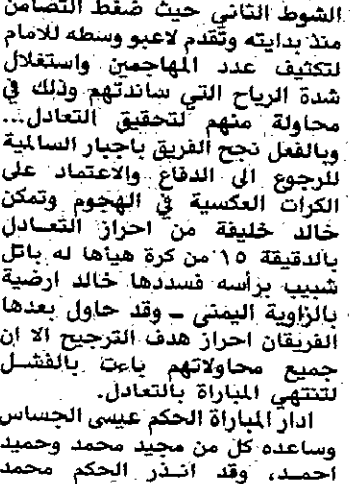 الشوط الثاني حيث ضغط التضامن
منذ بدايته وتقدم لاعبو وسطه للامام
لتكثيف عدد المهاجمين واستغلال
شدة الرياح التي ساندتهم وذلك في
محاولة منهم لتحقيق التعادل...
وبالفعل نجح الفريق باجبار السالمية
للرجوع الى الدفاع والاعتماد على
الكرات العكسية في الهجوم وتمكن
خالد خليفة من احراز التعادل
بالدقيقة ١٥ من كرة هيأها له باتل
شبيب برأسه فسددها خالد ارضية
بالزاوية اليمنى ــ وقد حاول بعدها
الفريقان احراز هدف الترجيح الا ان
جميع محاولاتهم باءت بالفشل
لتنتهي المباراة بالتعادل.
ادار المباراة الحكم عيسى الجساس
وساعده كل من مجيد محمد وحميد
احمد، وقد انذر الحكم محمد